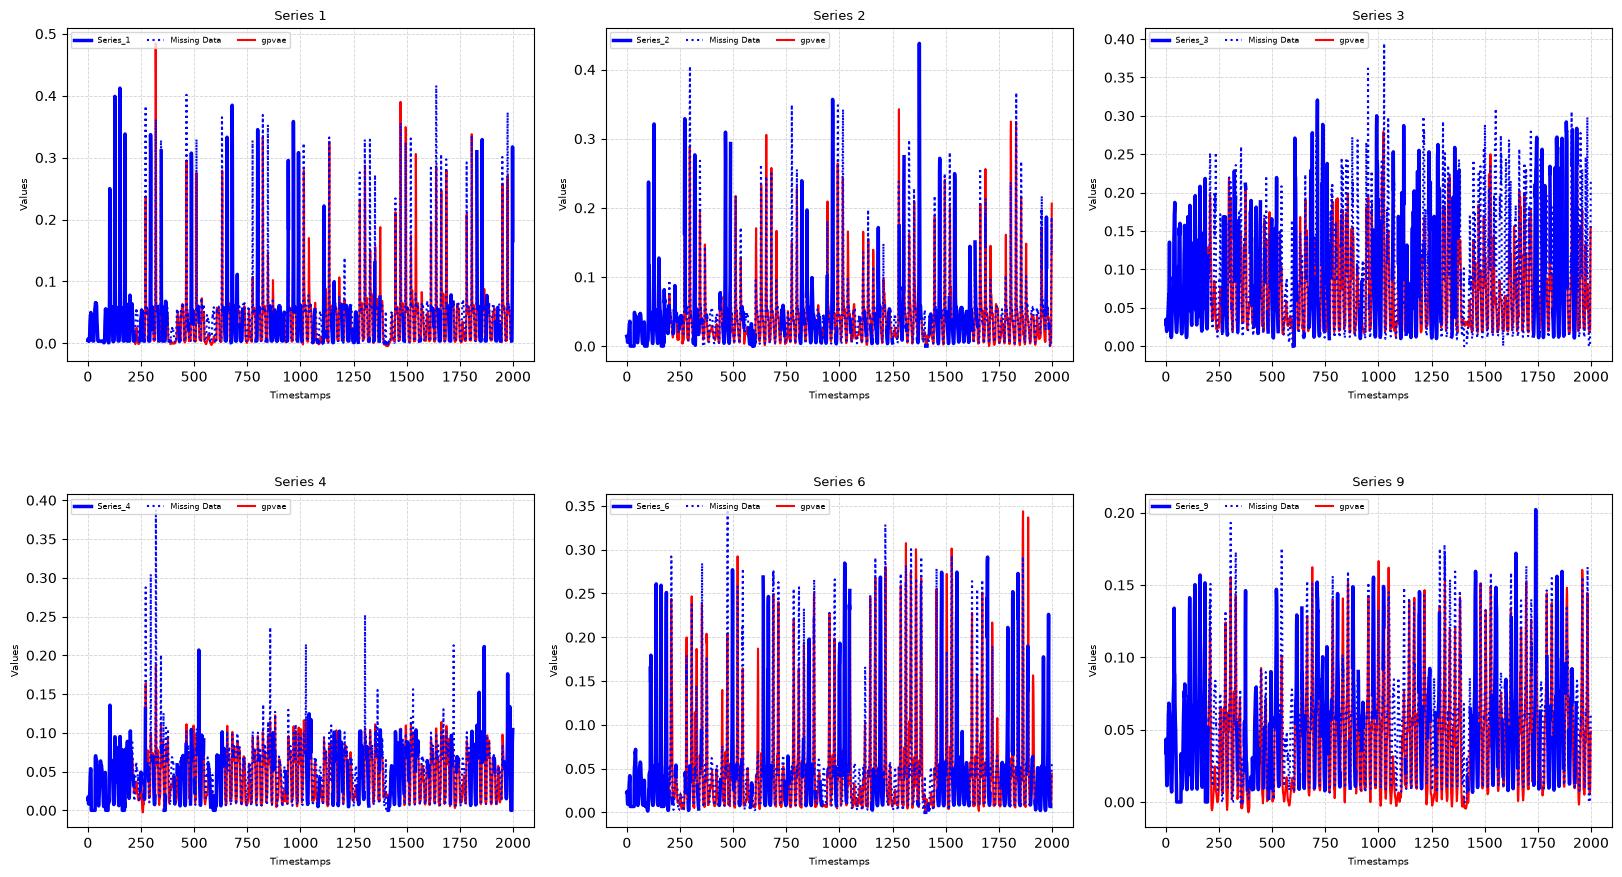 Series 1
Series_1 Missing Data gpvae
0.5
0.4
0.3
0.2
0.1
0.0
Values
0 250 500 750 1000 1250 1500 1750 2000
Timestamps
Series 2
Series_2 Missing Data gpvae
0.4
0.3
0.2
0.1
0.0
Values
0 250 500 750 1000 1250 1500 1750 2000
Timestamps
Series 3
Series_3 Missing Data gpvae
0.40
0.35
0.30
0.25
0.20
0.15
0.10
0.05
0.00
Values
0 250 500 750 1000 1250 1500 1750 2000
Timestamps
Series 4
Series_4 Missing Data gpvae
0.40
0.35
0.30
0.25
0.20
0.15
0.10
0.05
0.00
Values
0 250 500 750 1000 1250 1500 1750 2000
Timestamps
Series 6
Series_6 Missing Data gpvae
0.35
0.30
0.25
0.20
0.15
0.10
0.05
0.00
Values
0 250 500 750 1000 1250 1500 1750 2000
Timestamps
Series 9
Series_9 Missing Data gpvae
0.20
0.15
0.10
0.05
0.00
Values
0 250 500 750 1000 1250 1500 1750 2000
Timestamps